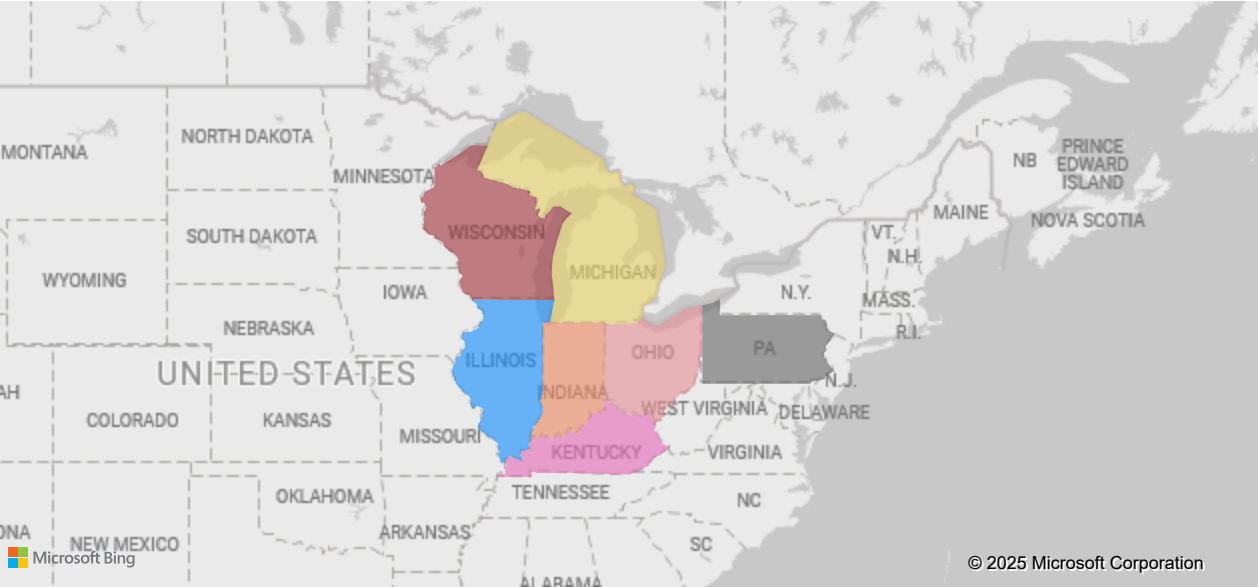 NORTH DAKOTA
MONTANA
MINNESOTA
NB
PRINCE
EDWARD
ISLAND
MAINE
NOVA SCOTIA
SOUTH DAKOTA
WISCONSIN
VT.
N.H.
WYOMING
MICHIGAN
IOWA
N.Y.
MASS.
NEBRASKA
R.I.
ILLINOIS
OHIO
PA
UNITED STATES
N.J.
AH
INDIANA
COLORADO
KANSAS
WEST VIRGINIA
DELAWARE
MISSOURI
KENTUCKY
VIRGINIA
OKLAHOMA
TENNESSEE
NC
ONA
NEW MEXICO
ARKANSAS
SC
Microsoft Bing
© 2025 Microsoft Corporation
ALABAMA